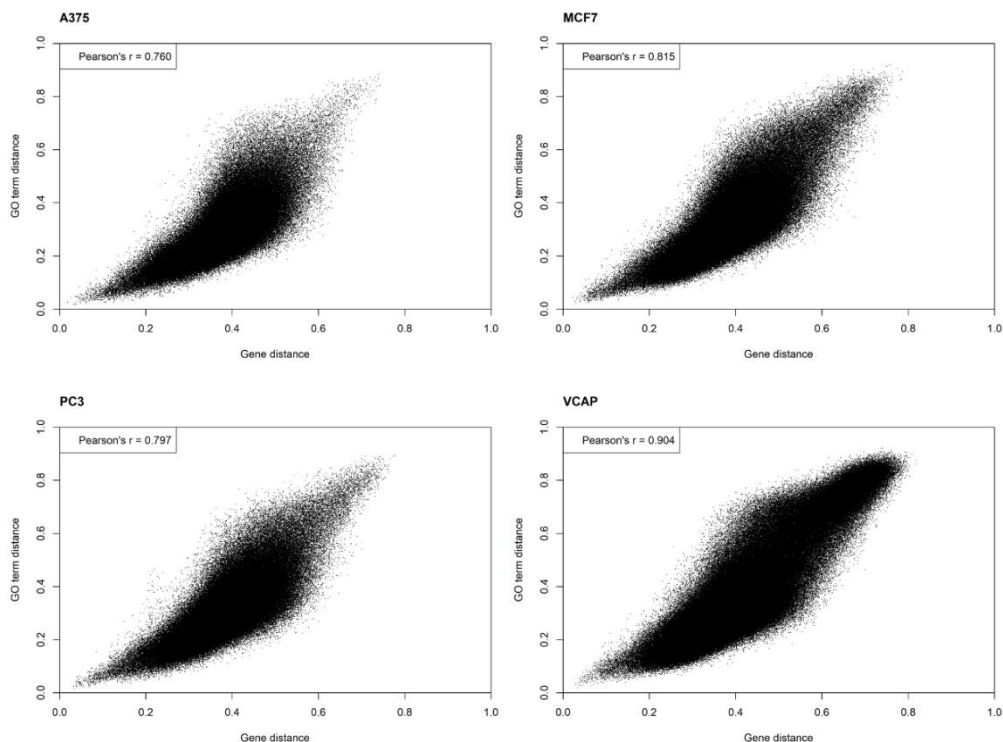 A375
Pearson's r = 0.760
1.0
0.8
0.6
0.4
0.2
0.0
GO term distance
0.0 0.2 0.4 0.6 0.8 1.0
Gene distance
MCF7
Pearson's r = 0.815
1.0
0.8
0.6
0.4
0.2
0.0
GO term distance
0.0 0.2 0.4 0.6 0.8 1.0
Gene distance
PC3
Pearson's r = 0.797
1.0
0.8
0.6
0.4
0.2
0.0
GO term distance
0.0 0.2 0.4 0.6 0.8 1.0
Gene distance
VCAP
Pearson's r = 0.904
1.0
0.8
0.6
0.4
0.2
0.0
GO term distance
0.0 0.2 0.4 0.6 0.8 1.0
Gene distance